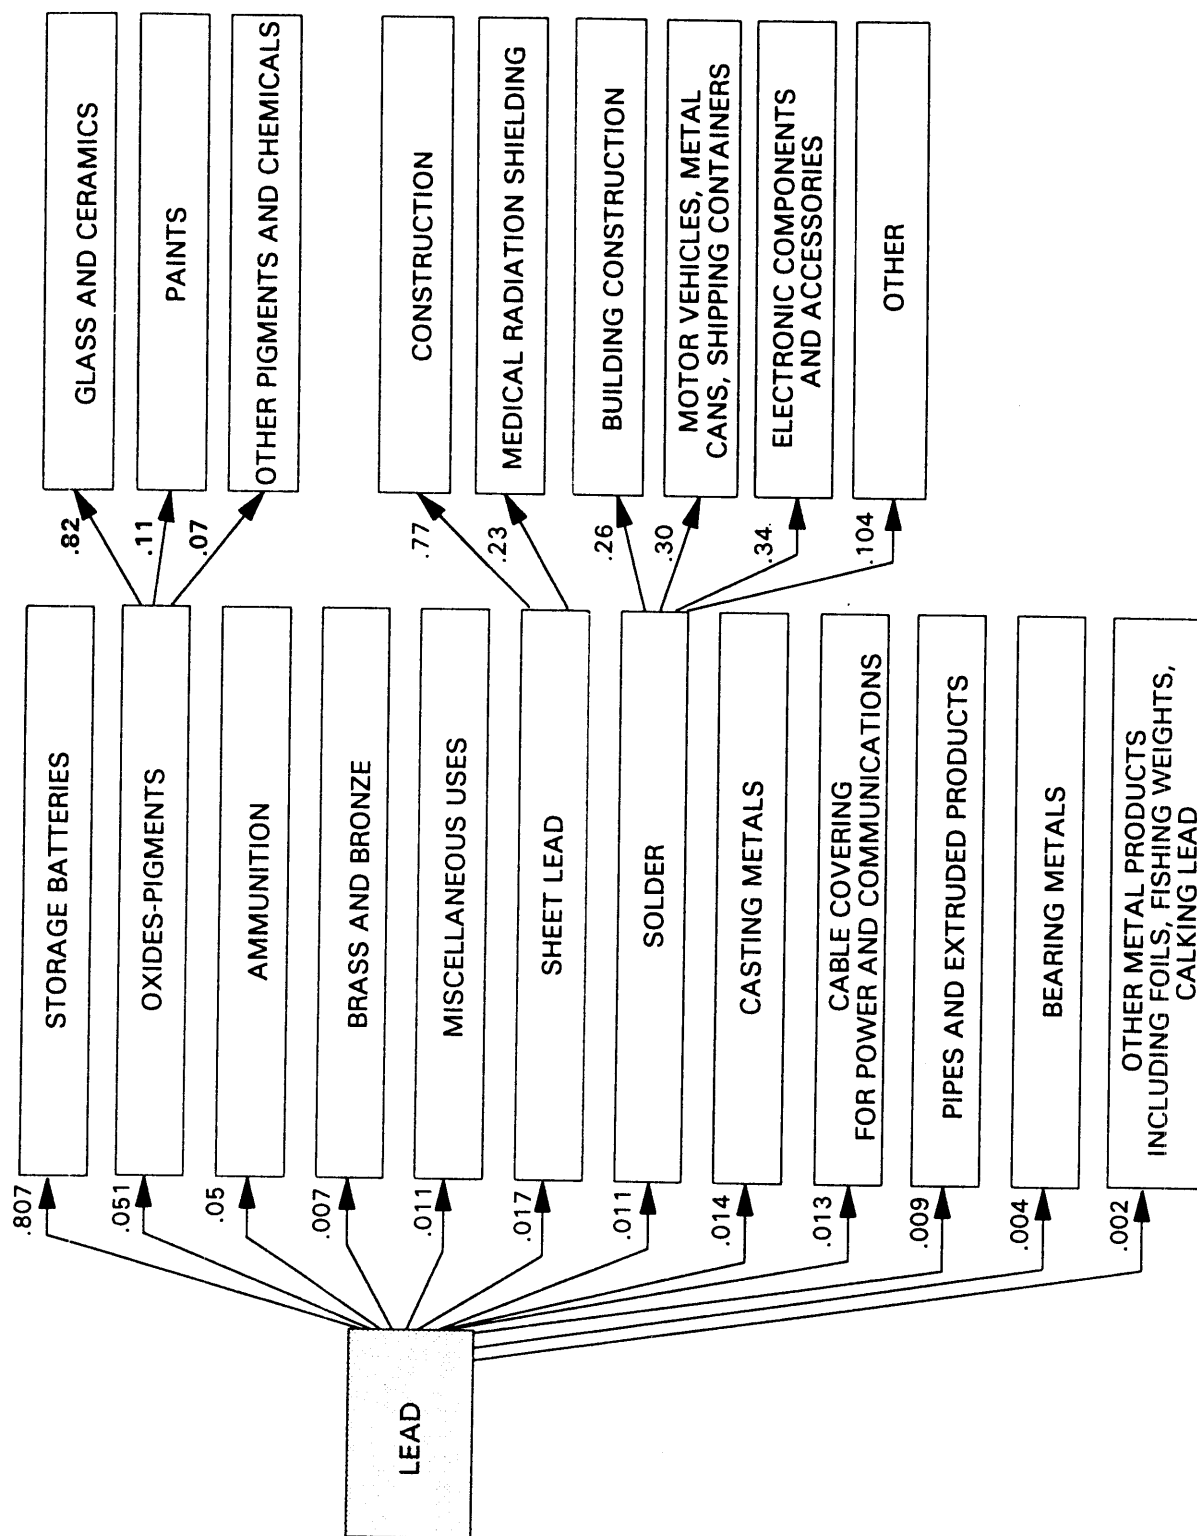 LEAD
.807
STORAGE BATTERIES
.051
OXIDES-PIGMENTS
.82
GLASS AND CERAMICS
.11
PAINTS
.07
OTHER PIGMENTS AND CHEMICALS
.05
AMMUNITION
.007
BRASS AND BRONZE
.011
MISCELLANEOUS USES
.017
SHEET LEAD
.77
CONSTRUCTION
.23
MEDICAL RADIATION SHIELDING
.011
SOLDER
.26
BUILDING CONSTRUCTION
.30
MOTOR VEHICLES, METAL
CANS, SHIPPING CONTAINERS
.34
ELECTRONIC COMPONENTS
AND ACCESSORIES
.104
OTHER
.014
CASTING METALS
.013
CABLE COVERING
FOR POWER AND COMMUNICATIONS
.009
PIPES AND EXTRUDED PRODUCTS
.004
BEARING METALS
.002
OTHER METAL PRODUCTS
INCLUDING FOILS, FISHING WEIGHTS,
CALKING LEAD